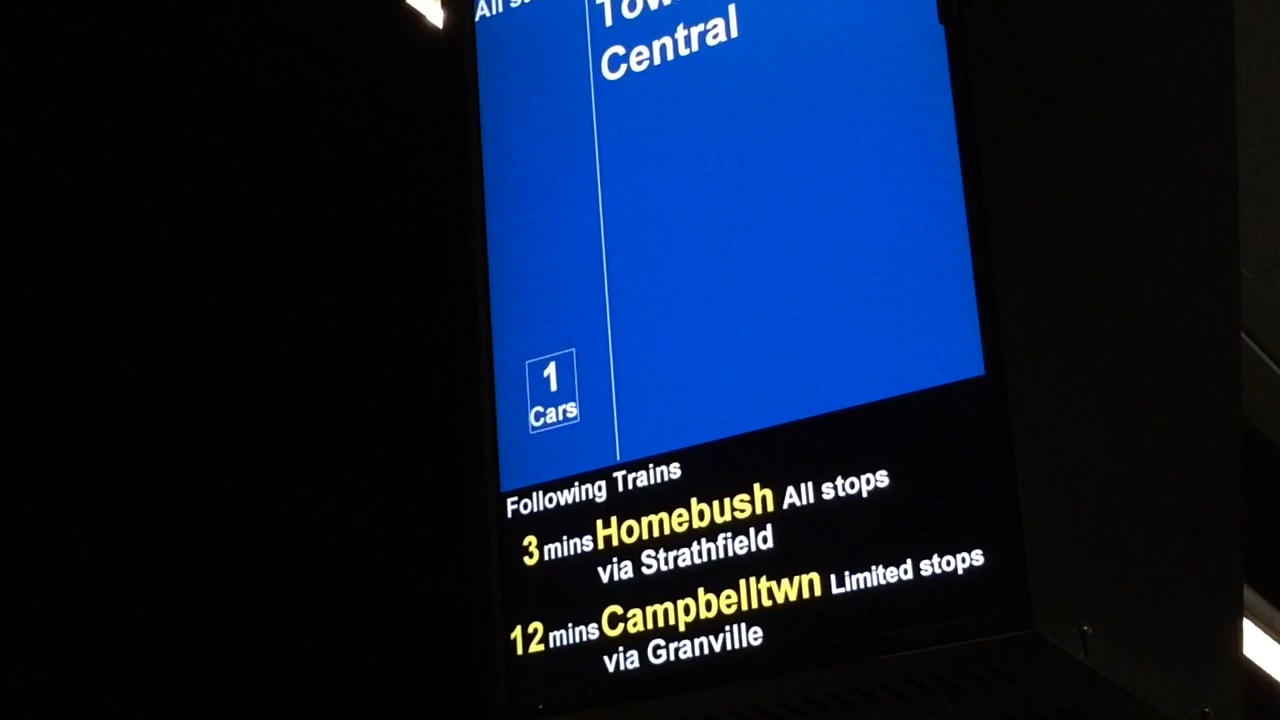 All
Central
1
Cars
Following Trains
3 mins Homebush All stops
via Strathfield
12 mins Campbelltwn Limited stops
via Granville